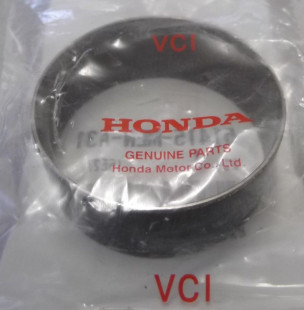 VCI
HONDA
GENUINE PARTS
Honda Motor Co., Ltd.
VCI